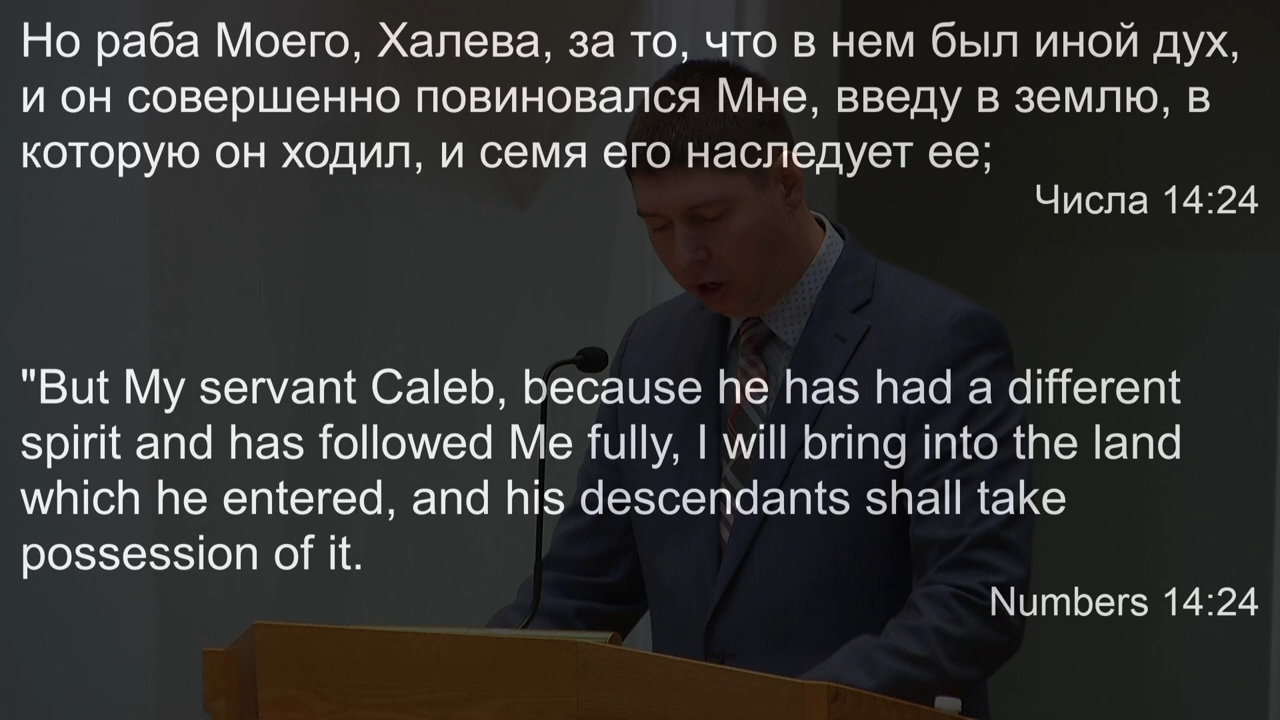 Но раба Моего, Халева, за то, что в нем был иной дух,
и он совершенно повиновался Мне, введу в землю, в
которую он ходил, и семя его наследует ее;
Числа 14:24
"But My servant Caleb, because he has had a different
spirit and has followed Me fully, I will bring into the land
which he entered, and his descendants shall take
possession of it.
Numbers 14:24